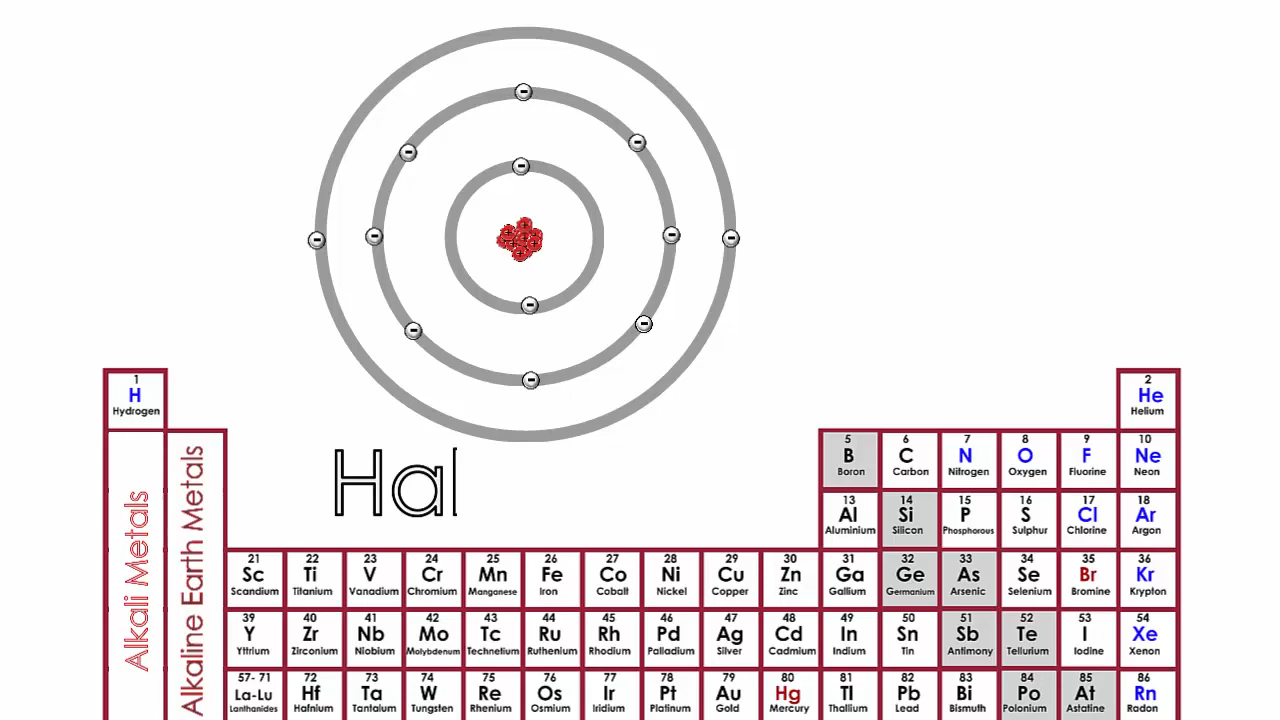 1
H
Hydrogen
2
He
Helium
Alkali Metals
Alkaline Earth Metals
Hal
5 6 7 8 9 10
B C N O F Ne
Boron Carbon Nitrogen Oxygen Fluorine Neon
13 14 15 16 17 18
Al Si P S Cl Ar
Aluminium Silicon Phosphorous Sulphur Chlorine Argon
21 22 23 24 25 26 27 28 29 30 31 32 33 34 35 36
Sc Ti V Cr Mn Fe Co Ni Cu Zn Ga Ge As Se Br Kr
Scandium Titanium Vanadium Chromium Manganese Iron Cobalt Nickel Copper Zinc Gallium Germanium Arsenic Selenium Bromine Krypton
39 40 41 42 43 44 45 46 47 48 49 50 51 52 53 54
Y Zr Nb Mo Tc Ru Rh Pd Ag Cd In Sn Sb Te I Xe
Yttrium Zirconium Niobium Molybdenum Technetium Ruthenium Rhodium Palladium Silver Cadmium Indium Tin Antimony Tellurium Iodine Xenon
57- 71 72 73 74 75 76 77 78 79 80 81 82 83 84 85 86
La-Lu Hf Ta W Re Os Ir Pt Au Hg Tl Pb Bi Po At Rn
Lanthanides Hafnium Tantalum Tungsten Rhenium Osmium Iridium Platinum Gold Mercury Thallium Lead Bismuth Polonium Astatine Radon